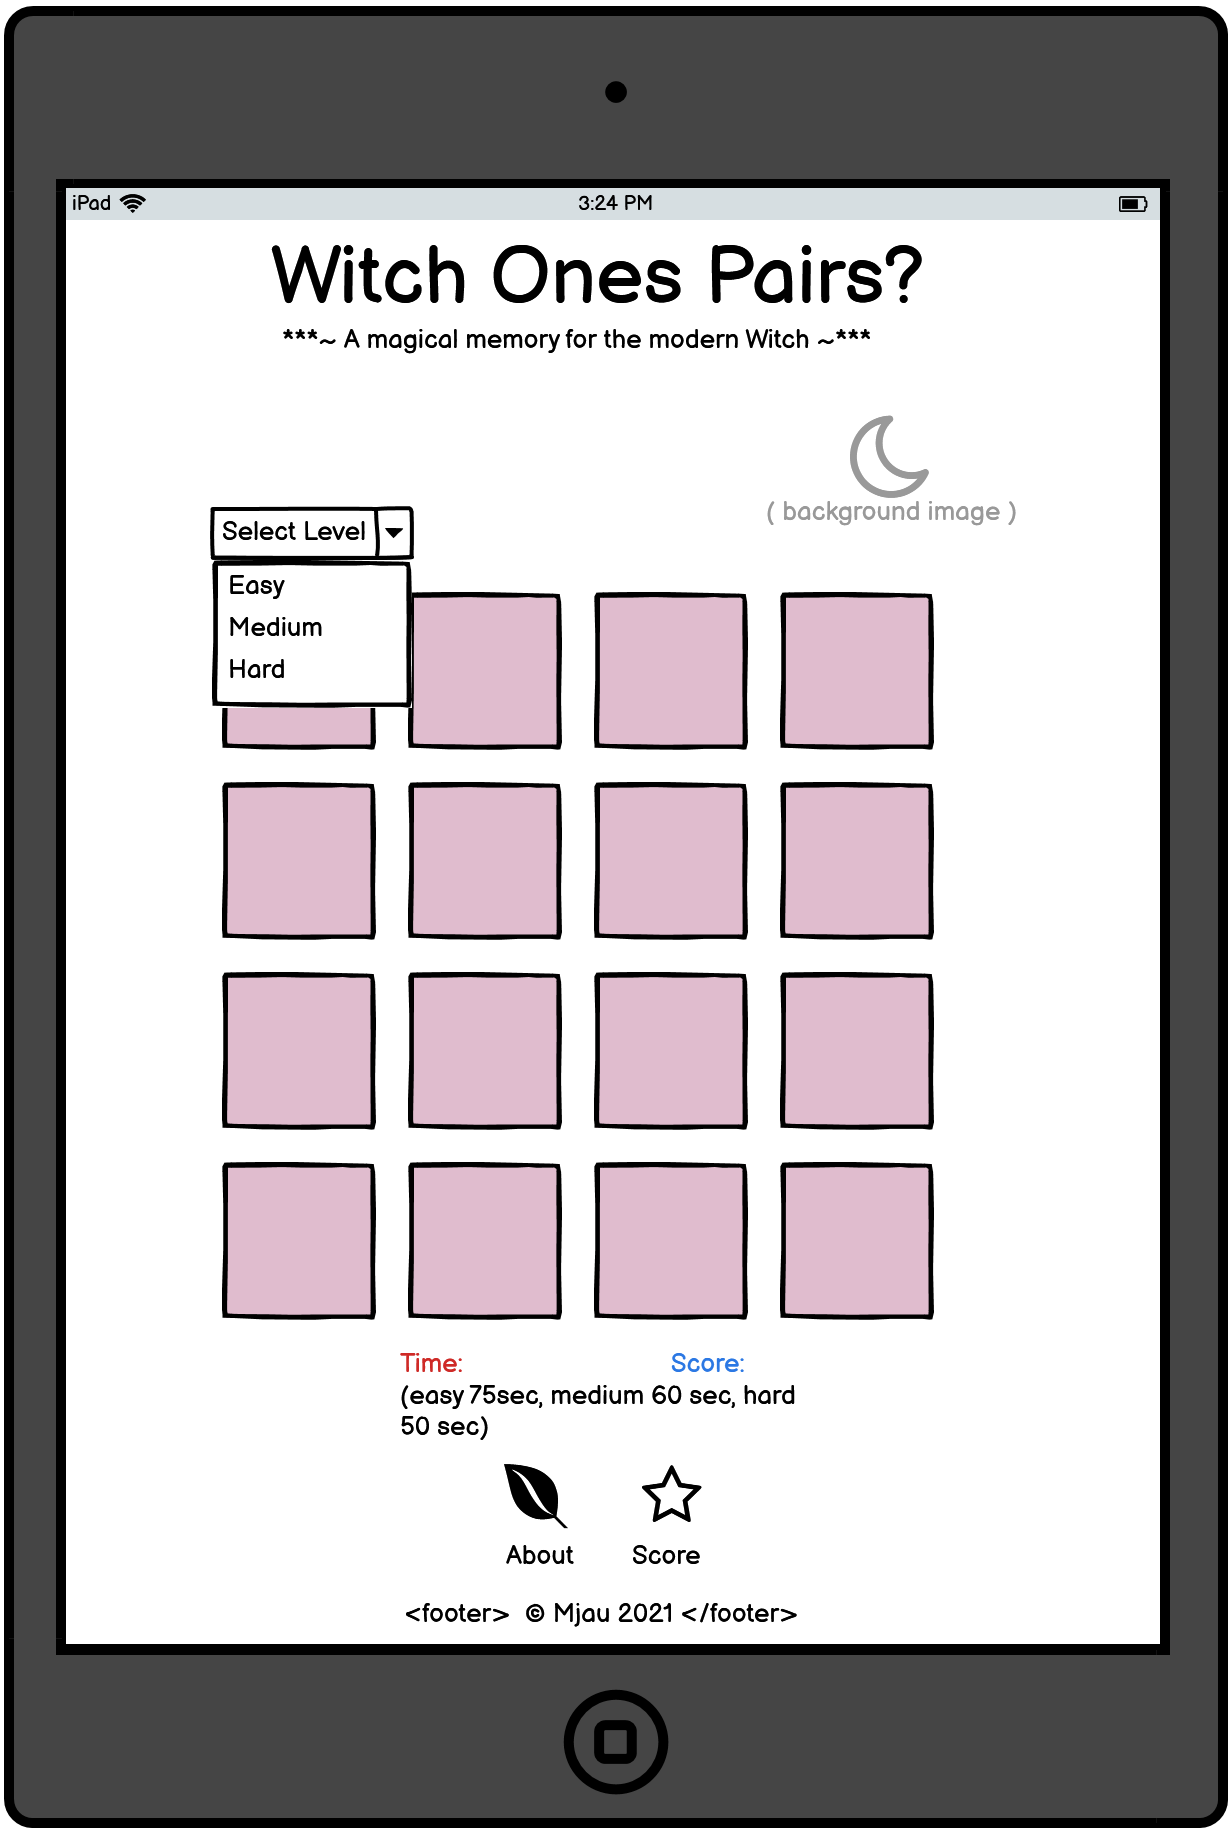 iPad 3:24 PM
Witch Ones Pairs?
***~ A magical memory for the modern Witch ~***
( background image )
Select Level
Easy
Medium
Hard
Time: Score:
(easy 75sec, medium 60 sec, hard
50 sec)
About Score
<footer> © Mjau 2021 </footer>